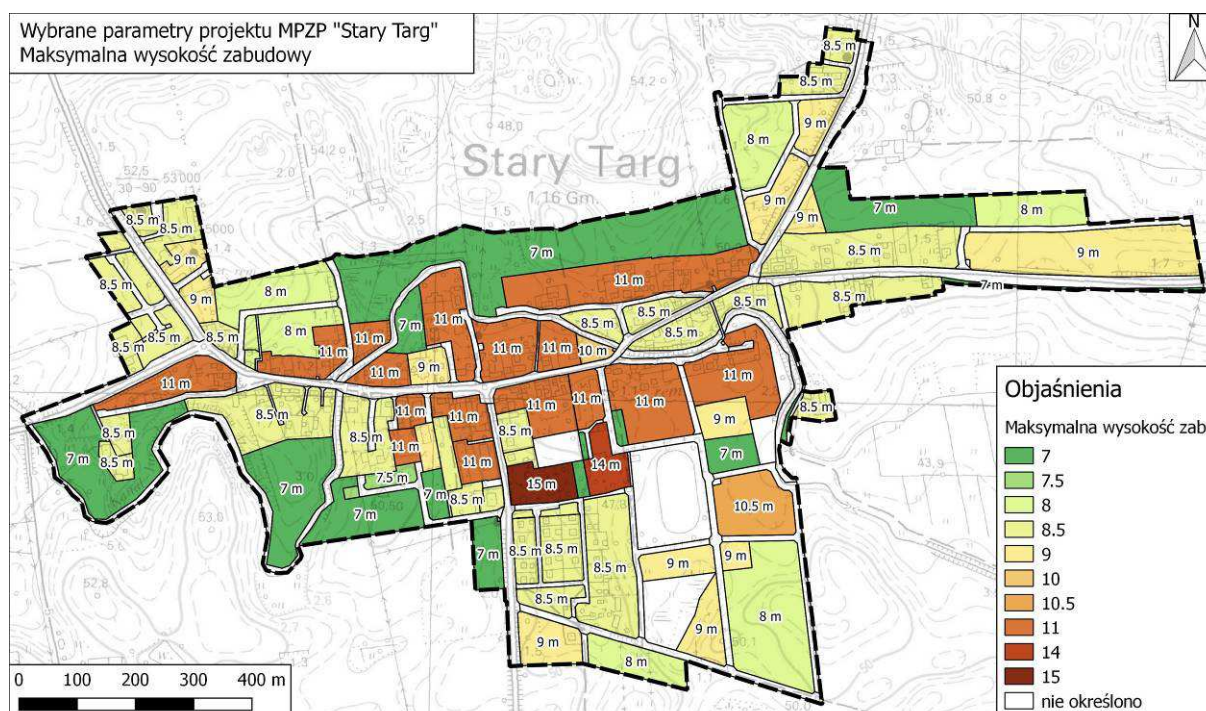 Wybrane parametry projektu MPZP "Stary Targ"
Maksymalna wysokość zabudowy
N
8.5 m
8.5 m
9 m
8 m
Stary Targ
1,16 Gm.
9 m
9 m
7 m
8 m
8.5 m
8.5 m
9 m
7 m
8.5 m
9 m
8 m
11 m
7 m
8.5 m
8.5 m
9 m
8 m
11 m
8.5 m
8.5 m
8.5 m
8.5 m
8.5 m
8.5 m
11 m
11 m
7 m
11 m
11 m
11 m
10 m
8.5 m
11 m
11 m
9 m
11 m
11 m
11 m
11 m
8.5 m
8.5 m
8.5 m
11 m
11 m
8.5 m
9 m
7 m
8.5 m
11 m
11 m
14 m
7 m
7 m
7.5 m
7 m
15 m
10.5 m
7 m
8.5 m
7 m
8.5 m
8.5 m
8.5 m
9 m
9 m
8.5 m
9 m
8 m
9 m
8 m
Objaśnienia
Maksymalna wysokość zab
7
7.5
8
8.5
9
10
10.5
11
14
15
nie określono
0 100 200 300 400 m